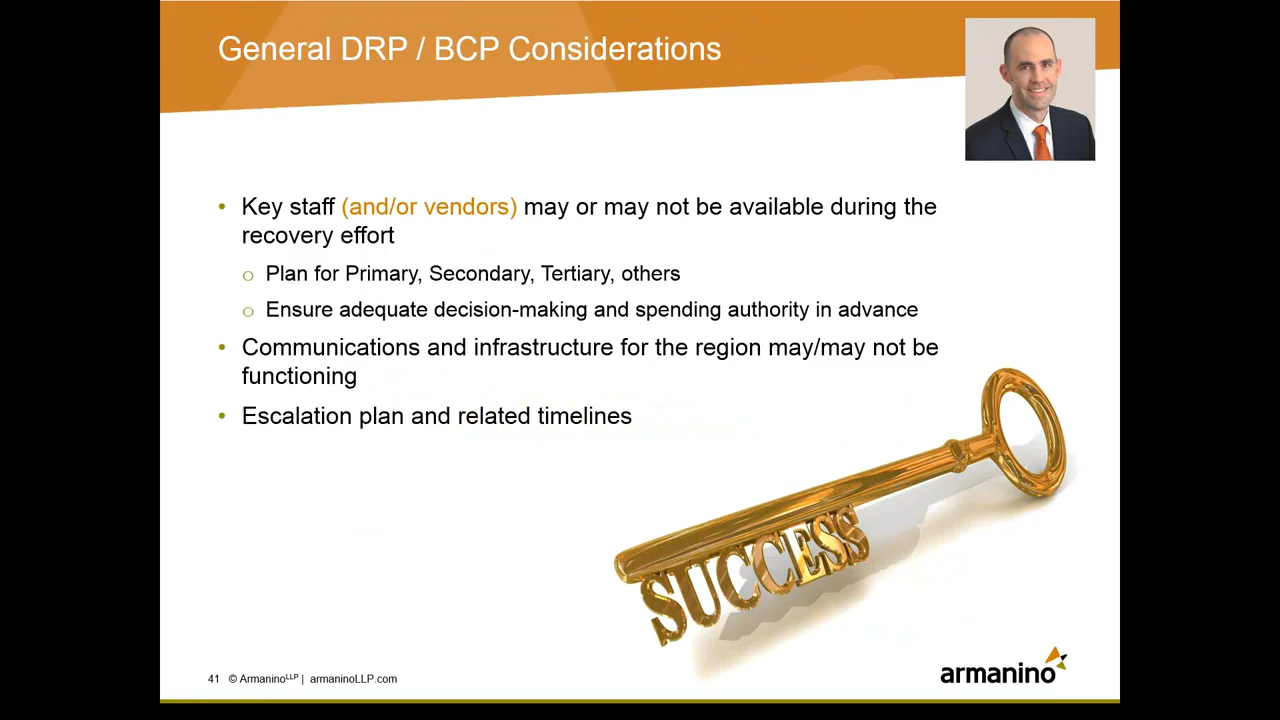 General DRP / BCP Considerations
• Key staff (and/or vendors) may or may not be available during the
recovery effort
o Plan for Primary, Secondary, Tertiary, others
o Ensure adequate decision-making and spending authority in advance
• Communications and infrastructure for the region may/may not be
functioning
• Escalation plan and related timelines
SUCCESS
41 © ArmaninoLLP | armaninoLLP.com
armanino